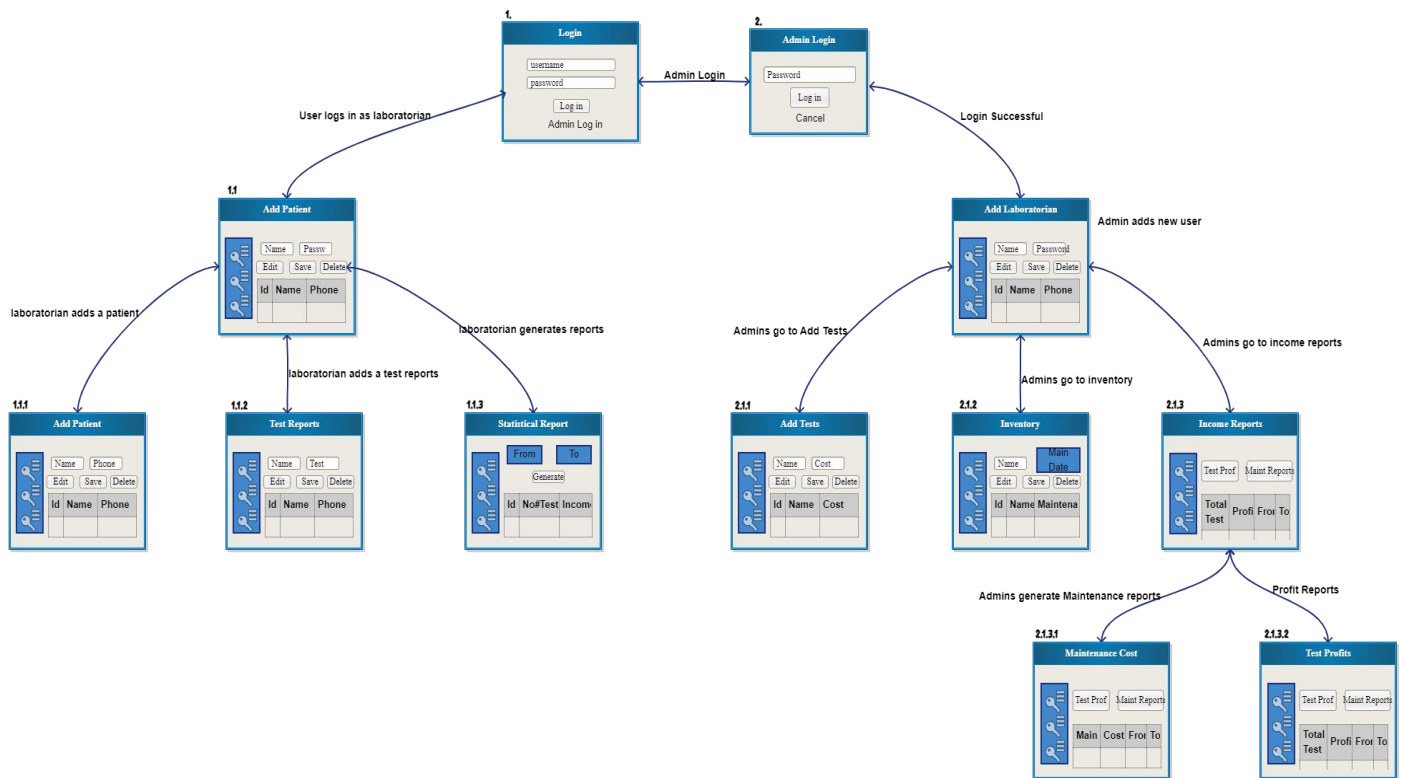 1.
Login
username
password
Log in
Admin Log in
Admin Login
2.
Admin Login
Password
Log in
Cancel
User logs in as laboratorian
Login Successful
1.1
Add Patient
Name Passw
Edit Save Delete
Id Name Phone
Add Laboratorian
Name Password
Edit Save Delete
Id Name Phone
Admin adds new user
laboratorian adds a patient
laboratorian adds a test reports
laboratorian generates reports
Admins go to Add Tests
Admins go to inventory
Admins go to income reports
1.1.1
Add Patient
Name Phone
Edit Save Delete
Id Name Phone
1.1.2
Test Reports
Name Test
Edit Save Delete
Id Name Phone
1.1.3
Statistical Report
From To
Generate
Id No#Test Incom
2.1.1
Add Tests
Name Cost
Edit Save Delete
Id Name Cost
2.1.2
Inventory
Name Main
Date
Edit Save Delete
Id Name Maintena
2.1.3
Income Reports
Test Prof Maint Reports
Total Profi Fror To
Test
Admins generate Maintenance reports
Profit Reports
2.1.3.1
Maintenance Cost
Test Prof Maint Reports
Main Cost Fror To
2.1.3.2
Test Profits
Test Prof Maint Reports
Total Profi Fror To
Test